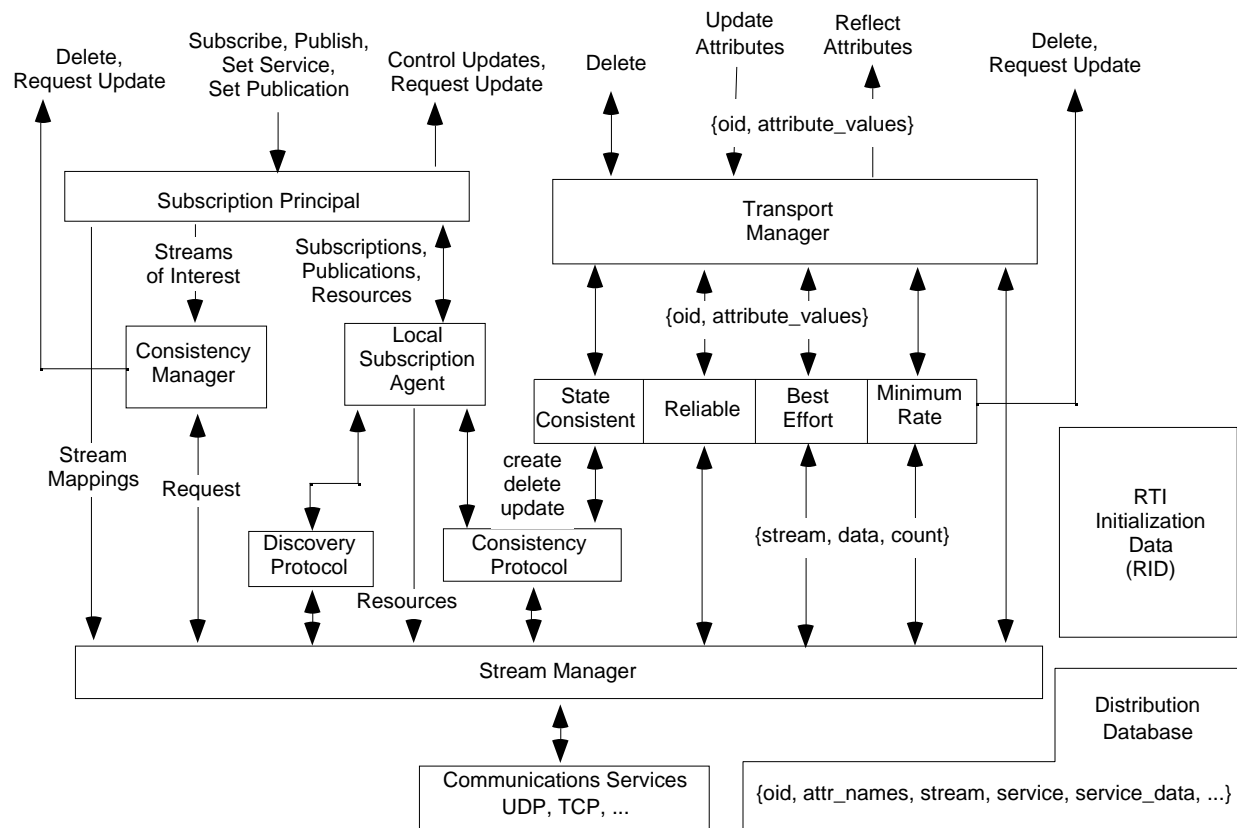 Delete,
Request Update
Subscribe, Publish,
Set Service,
Set Publication
Control Updates,
Request Update
Delete
Update
Attributes
Reflect
Attributes
Delete,
Request Update
{oid, attribute_values}
Subscription Principal
Transport
Manager
Streams
of Interest
Subscriptions,
Publications,
Resources
{oid, attribute_values}
Consistency
Manager
Local
Subscription
Agent
State
Consistent
Reliable
Best
Effort
Minimum
Rate
Stream
Mappings
Request
create
delete
update
Discovery
Protocol
Consistency
Protocol
{stream, data, count}
RTI
Initialization
Data
(RID)
Resources
Stream Manager
Distribution
Database
Communications Services
UDP, TCP, ...
{oid, attr_names, stream, service, service_data, ...}